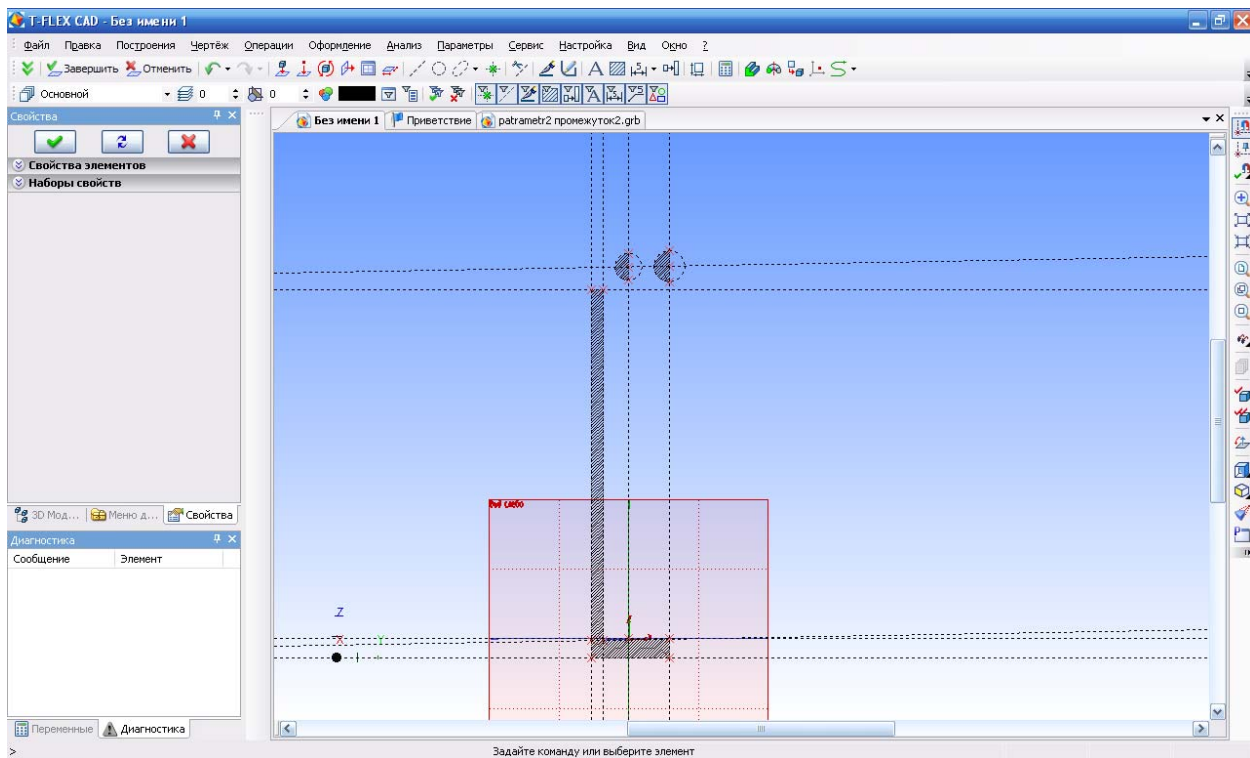 T-FLEX CAD - Без имени 1
Файл Правка Построения Чертёж Операции Оформление Анализ Параметры Сервис Настройка Вид Окно ?
Завершить Отменить
Основной 0 0
Свойства
Без имени 1 Приветствие patrametr2 промежуток2.grb
Свойства элементов
Наборы свойств
Вид слева
3D Мод... Меню д... Свойства
Диагностика
Сообщение Элемент
Z
X Y
Переменные Диагностика
> Задайте команду или выберите элемент